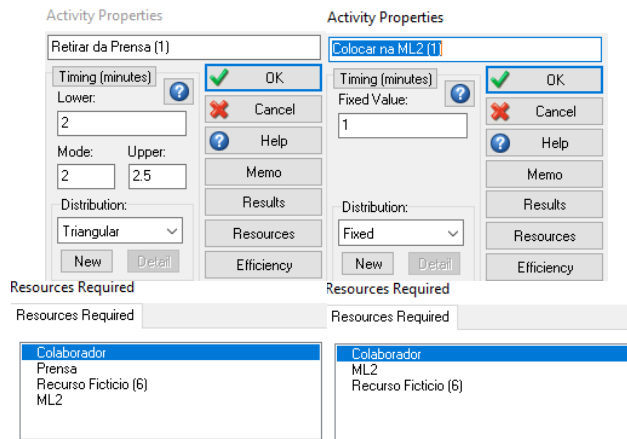 Activity Properties
Retirar da Prensa (1)
Timing (minutes)
Lower:
2
Mode:
Upper:
2
2.5
Distribution:
Triangular
New
Detail
OK
Cancel
Help
Memo
Results
Resources
Efficiency
Activity Properties
Colocar na ML2 (1)
Timing (minutes)
Fixed Value:
1
Distribution:
Fixed
New
Detail
OK
Cancel
Help
Memo
Results
Resources
Efficiency
Resources Required
Resources Required
Colaborador
Prensa
Recurso Ficticio (6)
ML2
Resources Required
Resources Required
Colaborador
ML2
Recurso Ficticio (6)